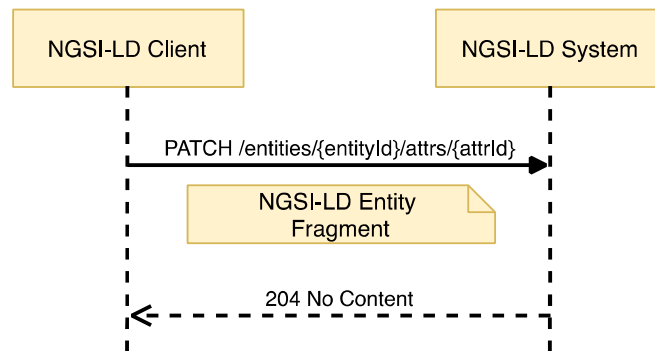 NGSI-LD Client
NGSI-LD System
PATCH /entities/{entityId}/attrs/{attrId}
NGSI-LD Entity
Fragment
204 No Content